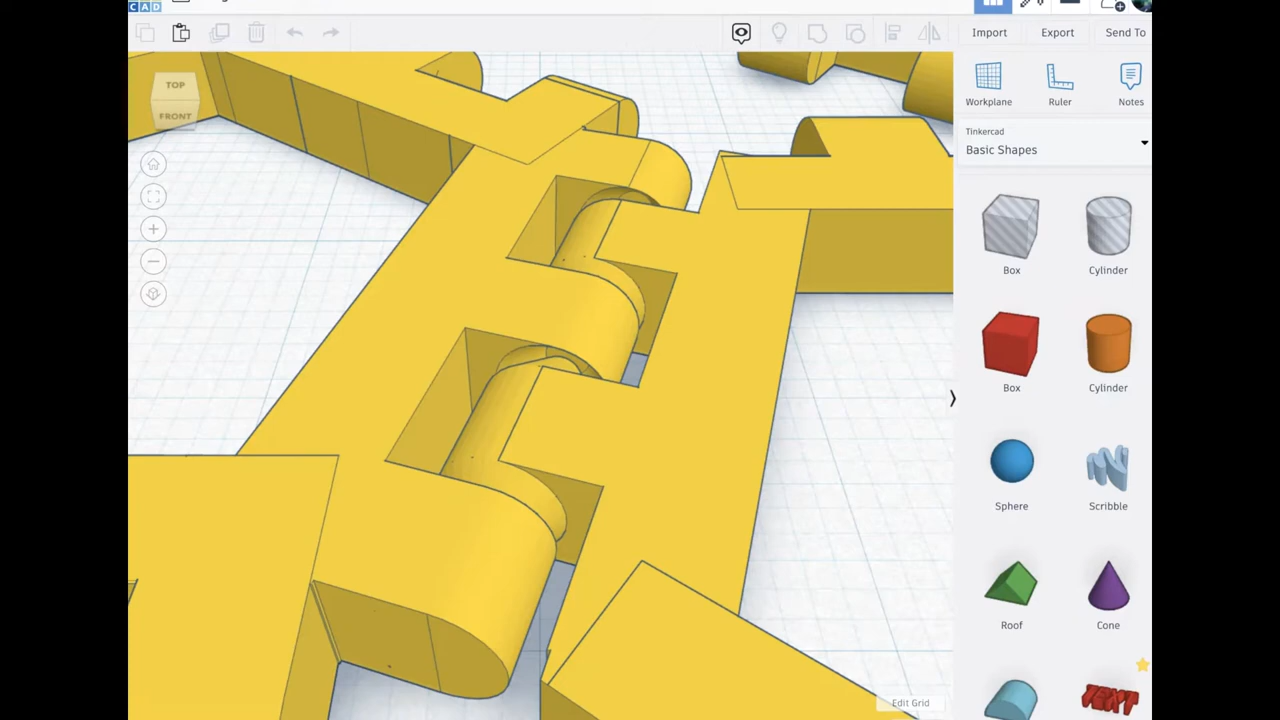 CAD
Import Export Send To
TOP
FRONT
Workplane Ruler Notes
Tinkercad
Basic Shapes
Box Cylinder
Box Cylinder
Sphere Scribble
Roof Cone
TEXT
Edit Grid